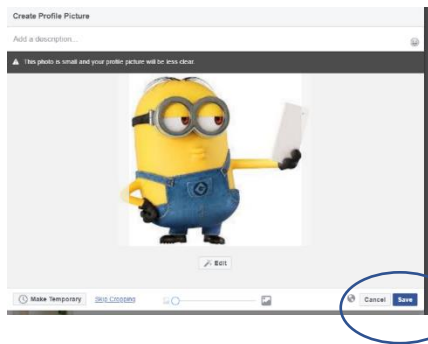 Create Profile Picture
Add a description...
This photo is small and your profile picture will be less clear.
Edit
Make Temporary
Skip Cropping
Cancel
Save